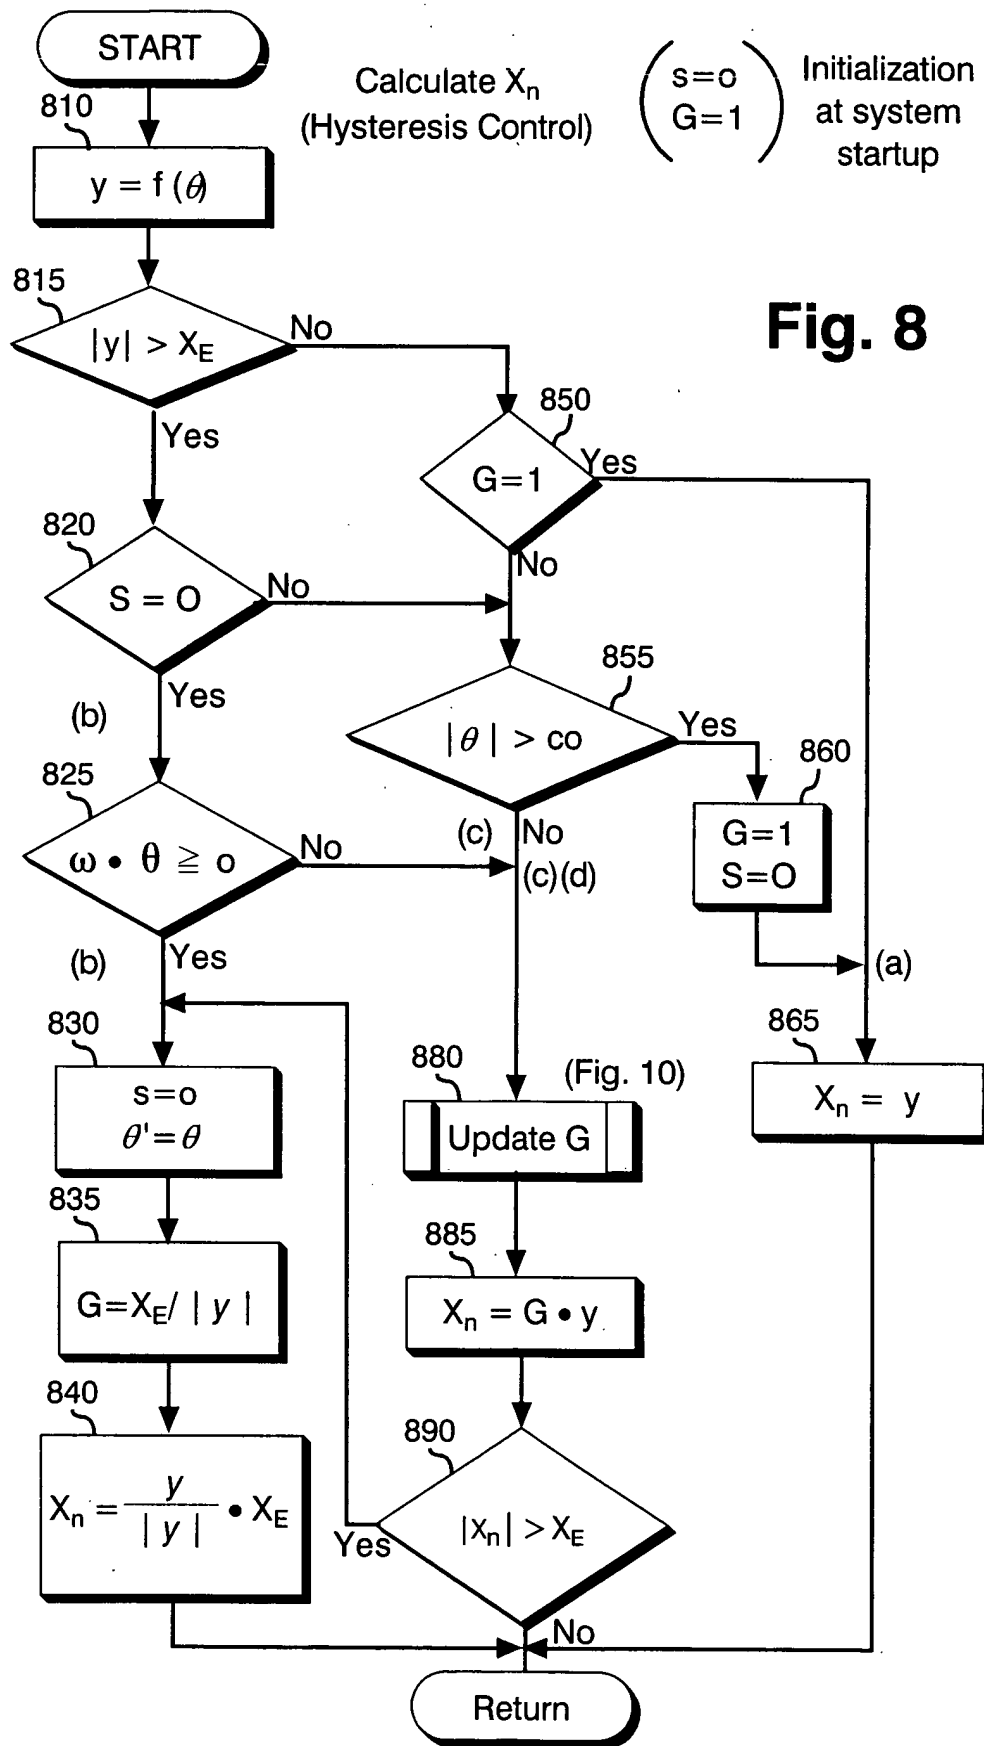 START
Calculate Xn
(Hysteresis Control)
s=o
G=1
Initialization
at system
startup
810
y = f (θ)
815
|y| > XE
No
Yes
Fig. 8
850
G=1
Yes
No
820
S = O
No
Yes
(b)
855
|θ| > co
Yes
No
(c)
(c)(d)
860
G=1
S=O
825
ω • θ ≧ o
No
Yes
(b)
(a)
830
s=o
θ'=θ
880
(Fig. 10)
Update G
865
Xn = y
835
G=XE/ | y |
885
Xn = G • y
840
Xn = y / | y | • XE
890
|Xn| > XE
Yes
No
Return